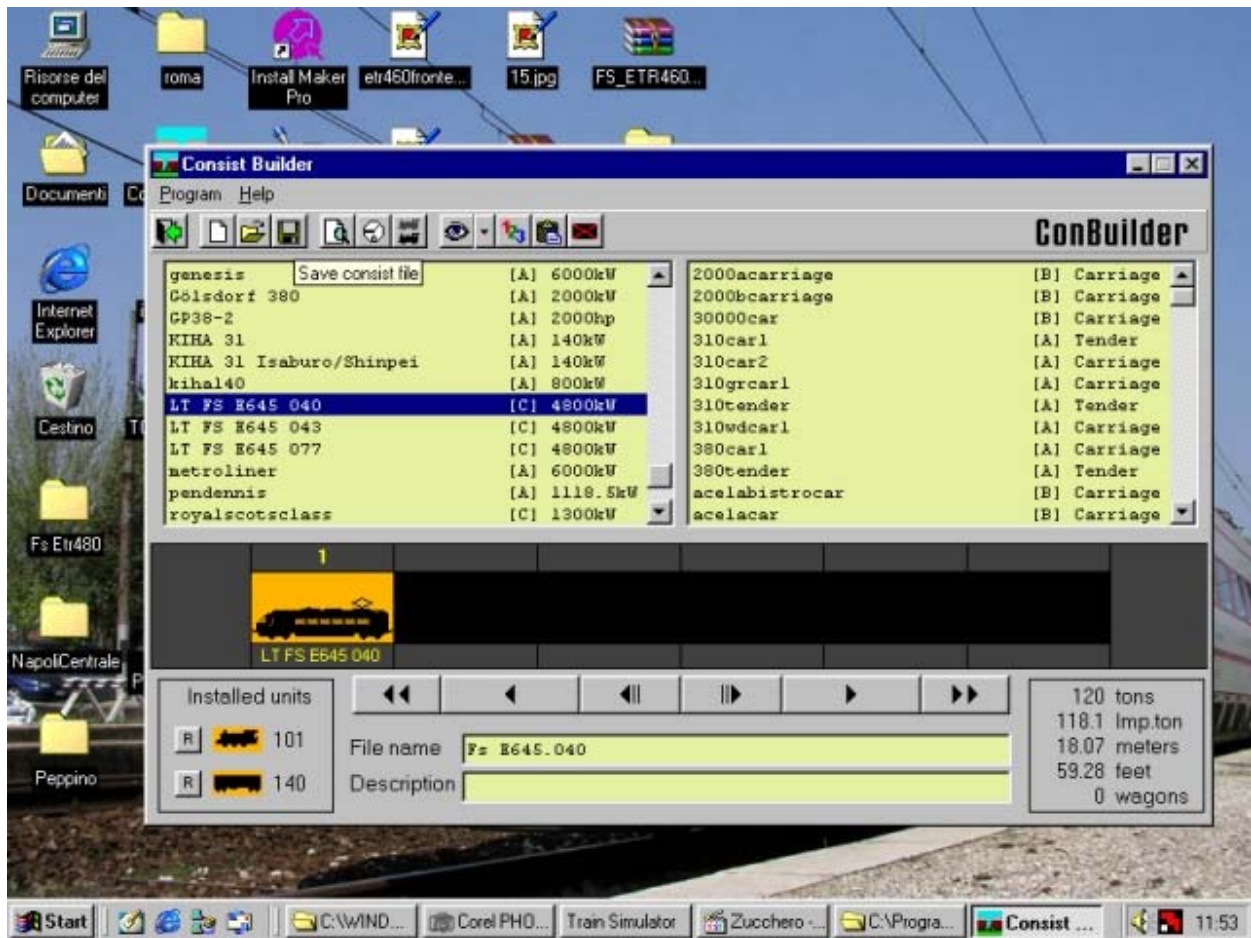 Risorse del
computer
roma
Install Maker
Pro
etr460fronte...
15.jpg
FS_ETR460...
Documenti
Consist Builder
Program Help
ConBuilder
Save consist file
genesis [A] 6000kW
Gölsdorf 380 [A] 2000kW
GP38-2 [A] 2000hp
KIHA 31 [A] 140kW
KIHA 31 Isaburo/Shinpei [A] 140kW
kiha140 [A] 800kW
LT FS E645 040 [C] 4800kW
LT FS E645 043 [C] 4800kW
LT FS E645 077 [C] 4800kW
metroliner [A] 6000kW
pendennis [A] 1118.5kW
royalscotsclass [C] 1300kW
2000acarriage [B] Carriage
2000bcarriage [B] Carriage
30000car [B] Carriage
310car1 [A] Tender
310car2 [A] Carriage
310grcar1 [A] Carriage
310tender [A] Tender
310wdcar1 [A] Carriage
380car1 [A] Carriage
380tender [A] Tender
acelabistrocar [B] Carriage
acelacar [B] Carriage
Internet
Explorer
Cestino
Fs Etr480
NapoliCentrale
Peppino
1
LT FS E645 040
Installed units
R 101
R 140
File name Fs E645.040
Description
120 tons
118.1 Imp.ton
18.07 meters
59.28 feet
0 wagons
Start
C:\WIND...
Corel PHO...
Train Simulator
Zucchero -...
C:\Progra...
Consist ...
11:53